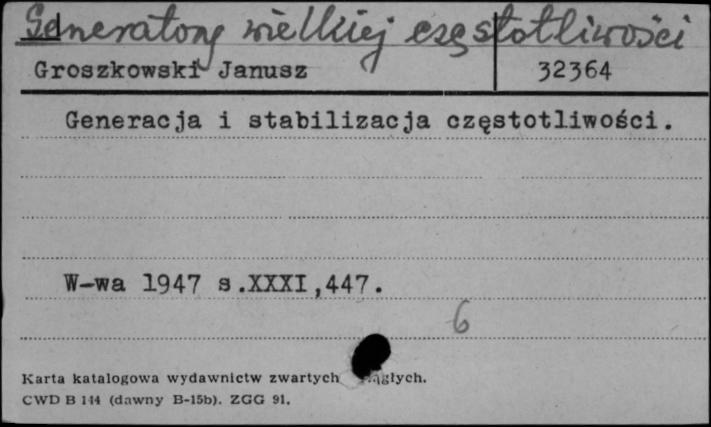 Generatory wielkiej częstotliwości
Groszkowski Janusz 32364
Generacja i stabilizacja częstotliwości.
W-wa 1947 s.XXXI,447.
6
Karta katalogowa wydawnictw zwartych
CWD B 144 (dawny B-15b). ZGG 91.